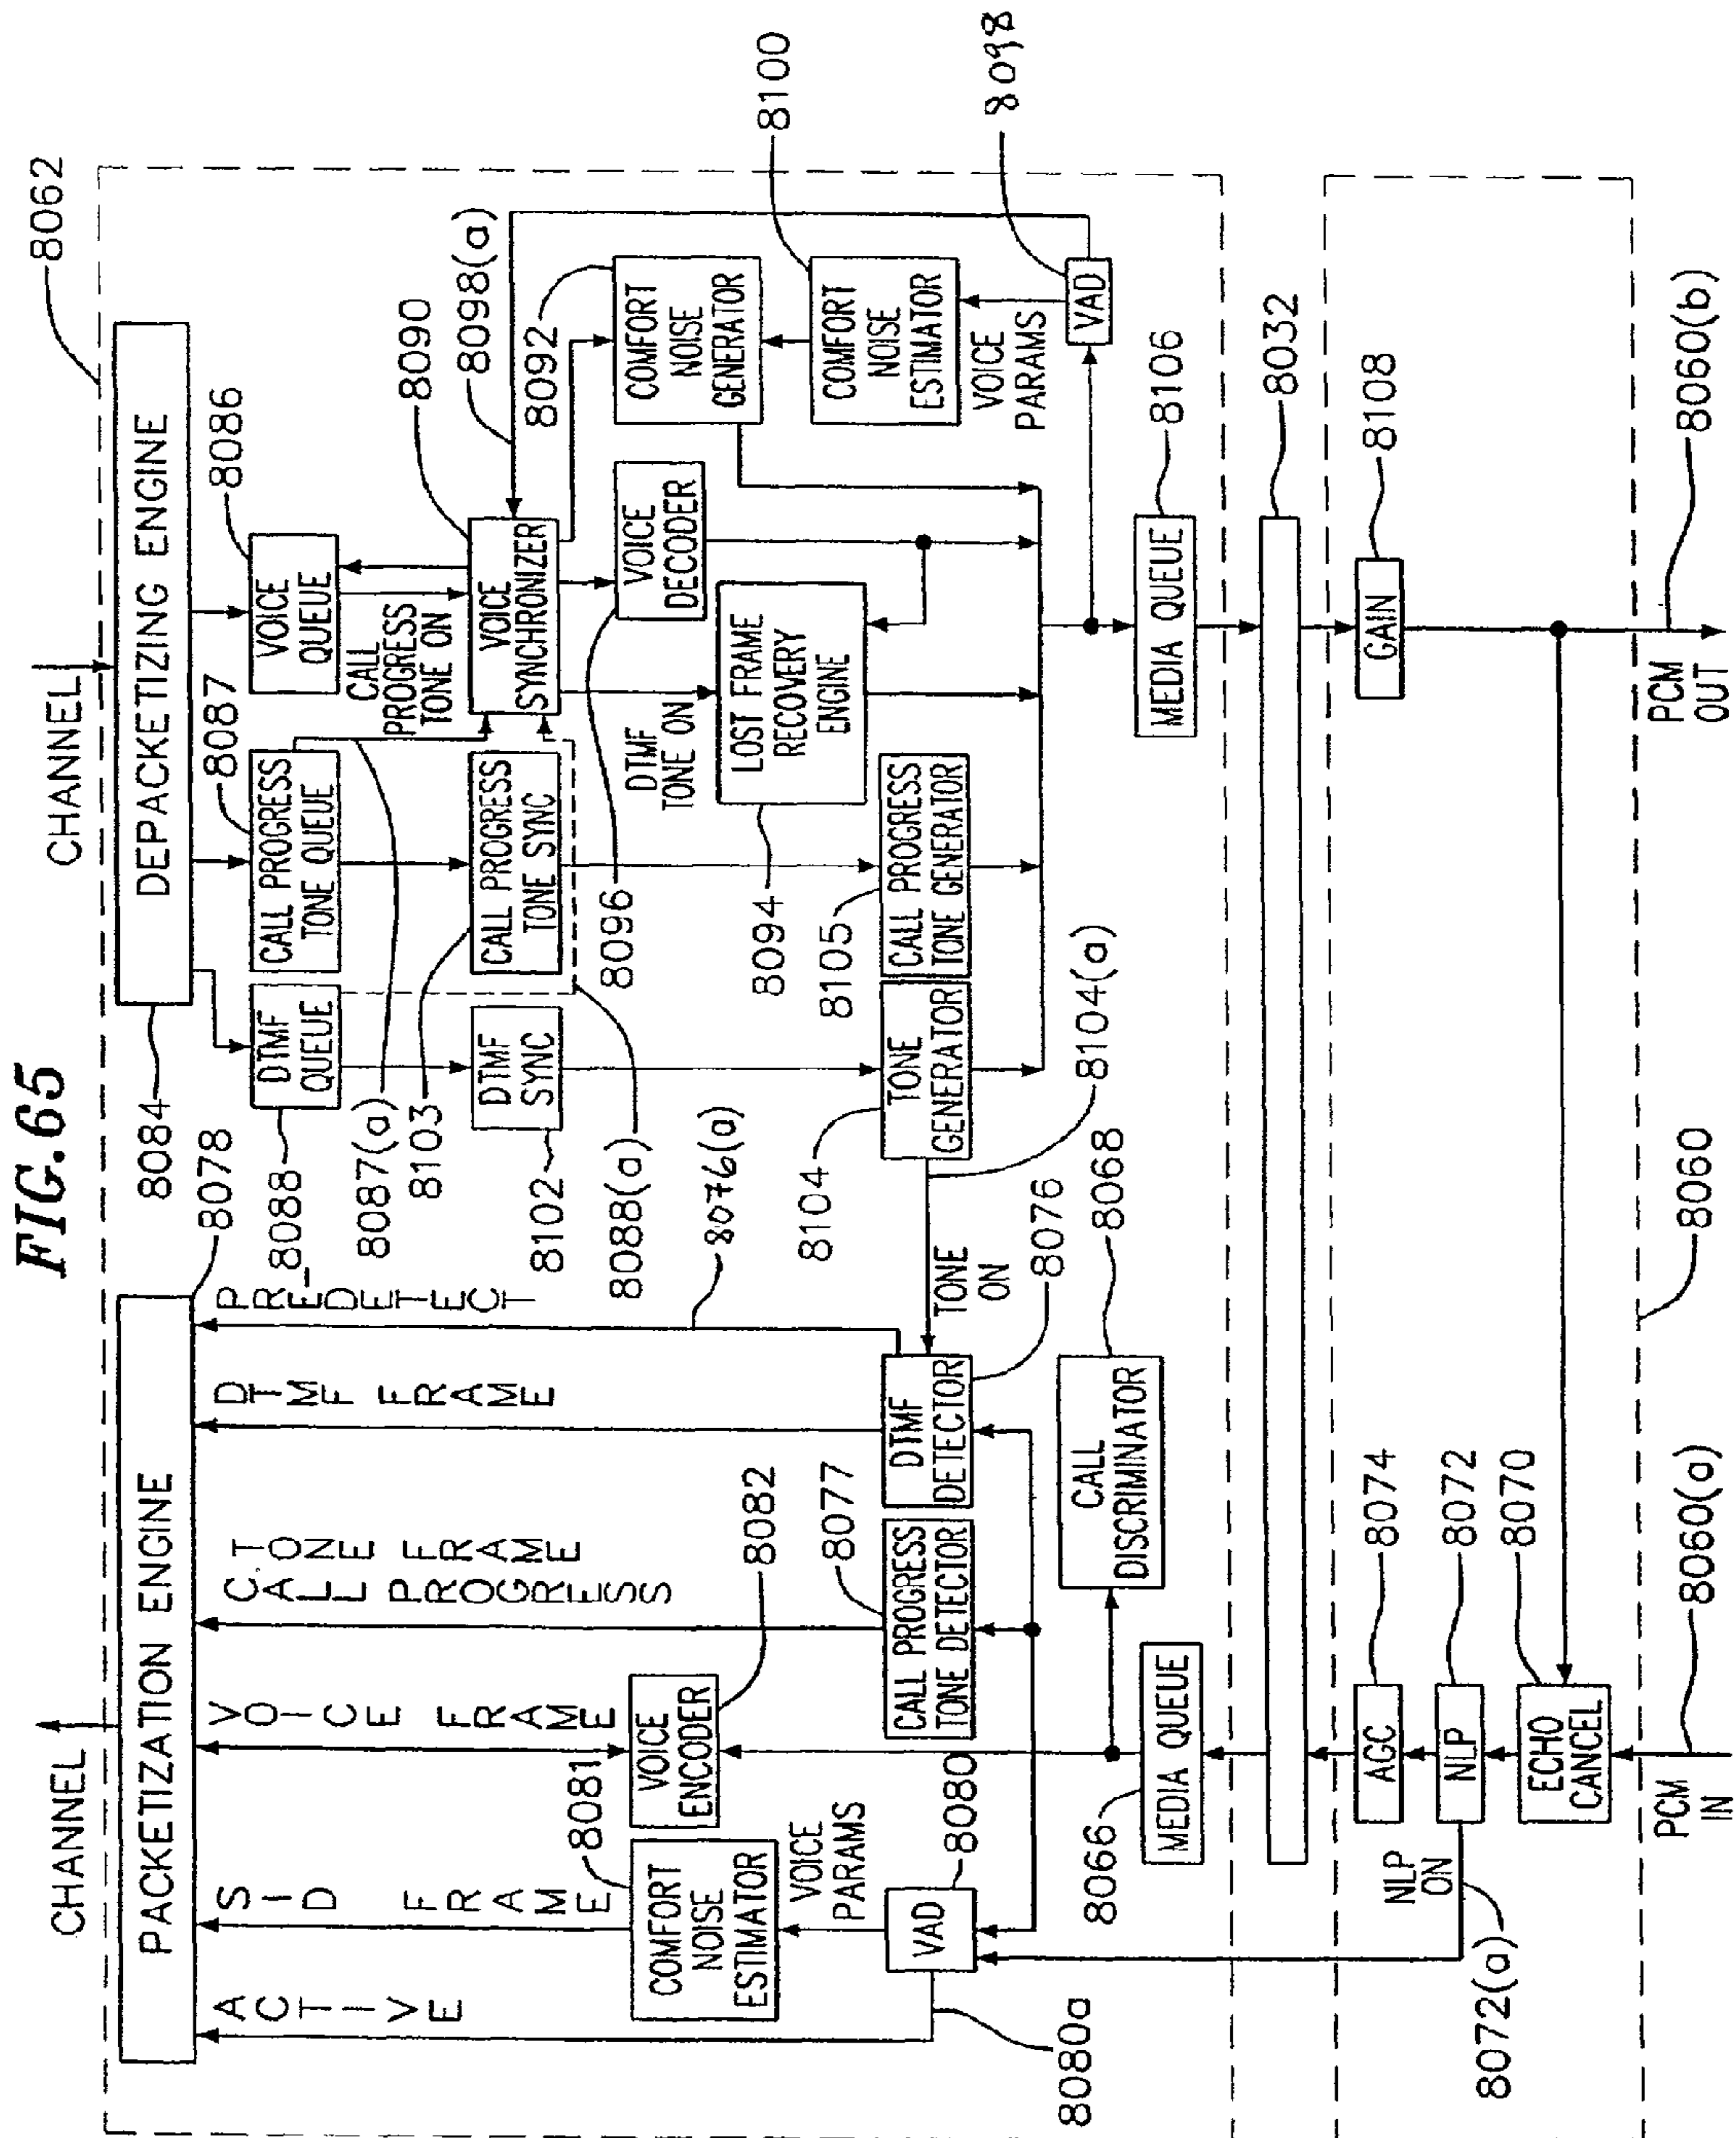 FIG.65
CHANNEL
8062
DEPACKETIZING ENGINE
8084
8086
VOICE
QUEUE
8087
CALL PROGRESS
TONE QUEUE
DTMF
QUEUE
8088
8087(a)
CALL
PROGRESS
TONE ON
8090
VOICE
SYNCHRONIZER
8098(a)
CALL PROGRESS
TONE SYNC
8103
DTMF
SYNC
8102
8088(a)
8092
COMFORT
NOISE
GENERATOR
8100
COMFORT
NOISE
ESTIMATOR
VOICE
PARAMS
8098
VAD
VOICE
DECODER
8096
DTMF
TONE ON
LOST FRAME
RECOVERY
ENGINE
8094
CALL PROGRESS
TONE GENERATOR
8105
TONE
GENERATOR
8104
8104(a)
MEDIA QUEUE
8106
8032
GAIN
8108
PCM
OUT
8060(b)
8060
CHANNEL
PACKETIZATION ENGINE
8078
ACTIVE
SID FRAME
VOICE FRAME
CALL PROGRESS
TONE FRAME
DTMF FRAME
PRE_DETECT
8076(a)
COMFORT
NOISE
ESTIMATOR
8081
VOICE
ENCODER
8082
VOICE
PARAMS
VAD
8080
8080a
CALL PROGRESS
TONE DETECTOR
8077
DTMF
DETECTOR
8076
TONE
ON
CALL
DISCRIMINATOR
8068
MEDIA QUEUE
8066
AGC
8074
NLP
8072
NLP
ON
8072(a)
ECHO
CANCEL
8070
PCM
IN
8060(a)